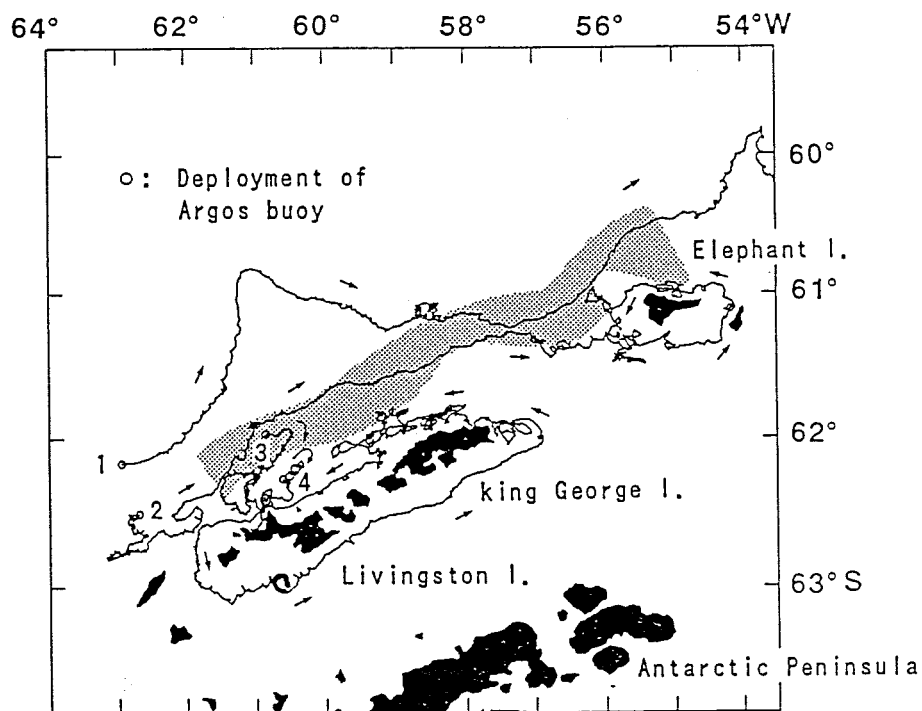 64° 62° 60° 58° 56° 54°W
60°
○: Deployment of
Argos buoy
Elephant I.
61°
62°
1
3
4
2
king George I.
Livingston I.
63°S
Antarctic Peninsula